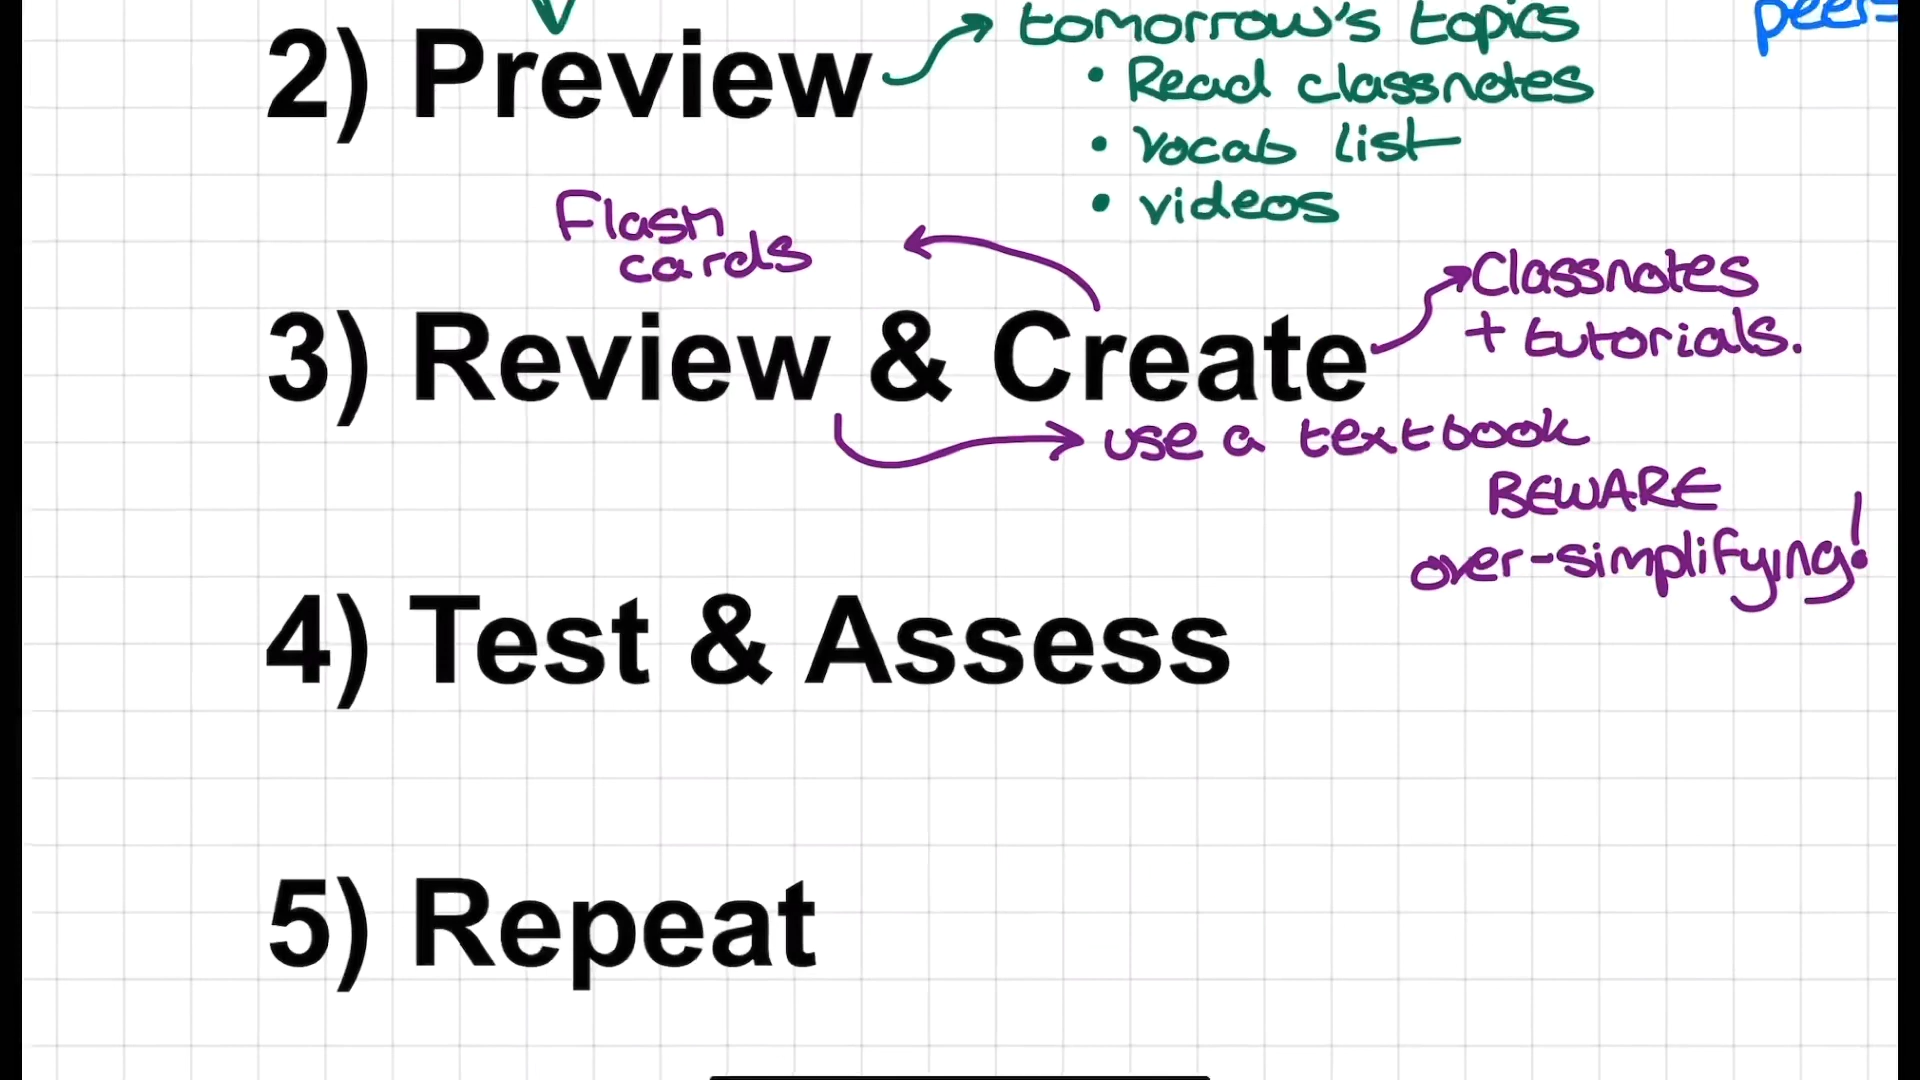 peers
tomorrow's topics
2) Preview
• Read classnotes
• vocab list
• videos
Flash
cards
Classnotes
+ tutorials.
3) Review & Create
use a textbook
BEWARE
over-simplifying!
4) Test & Assess
5) Repeat